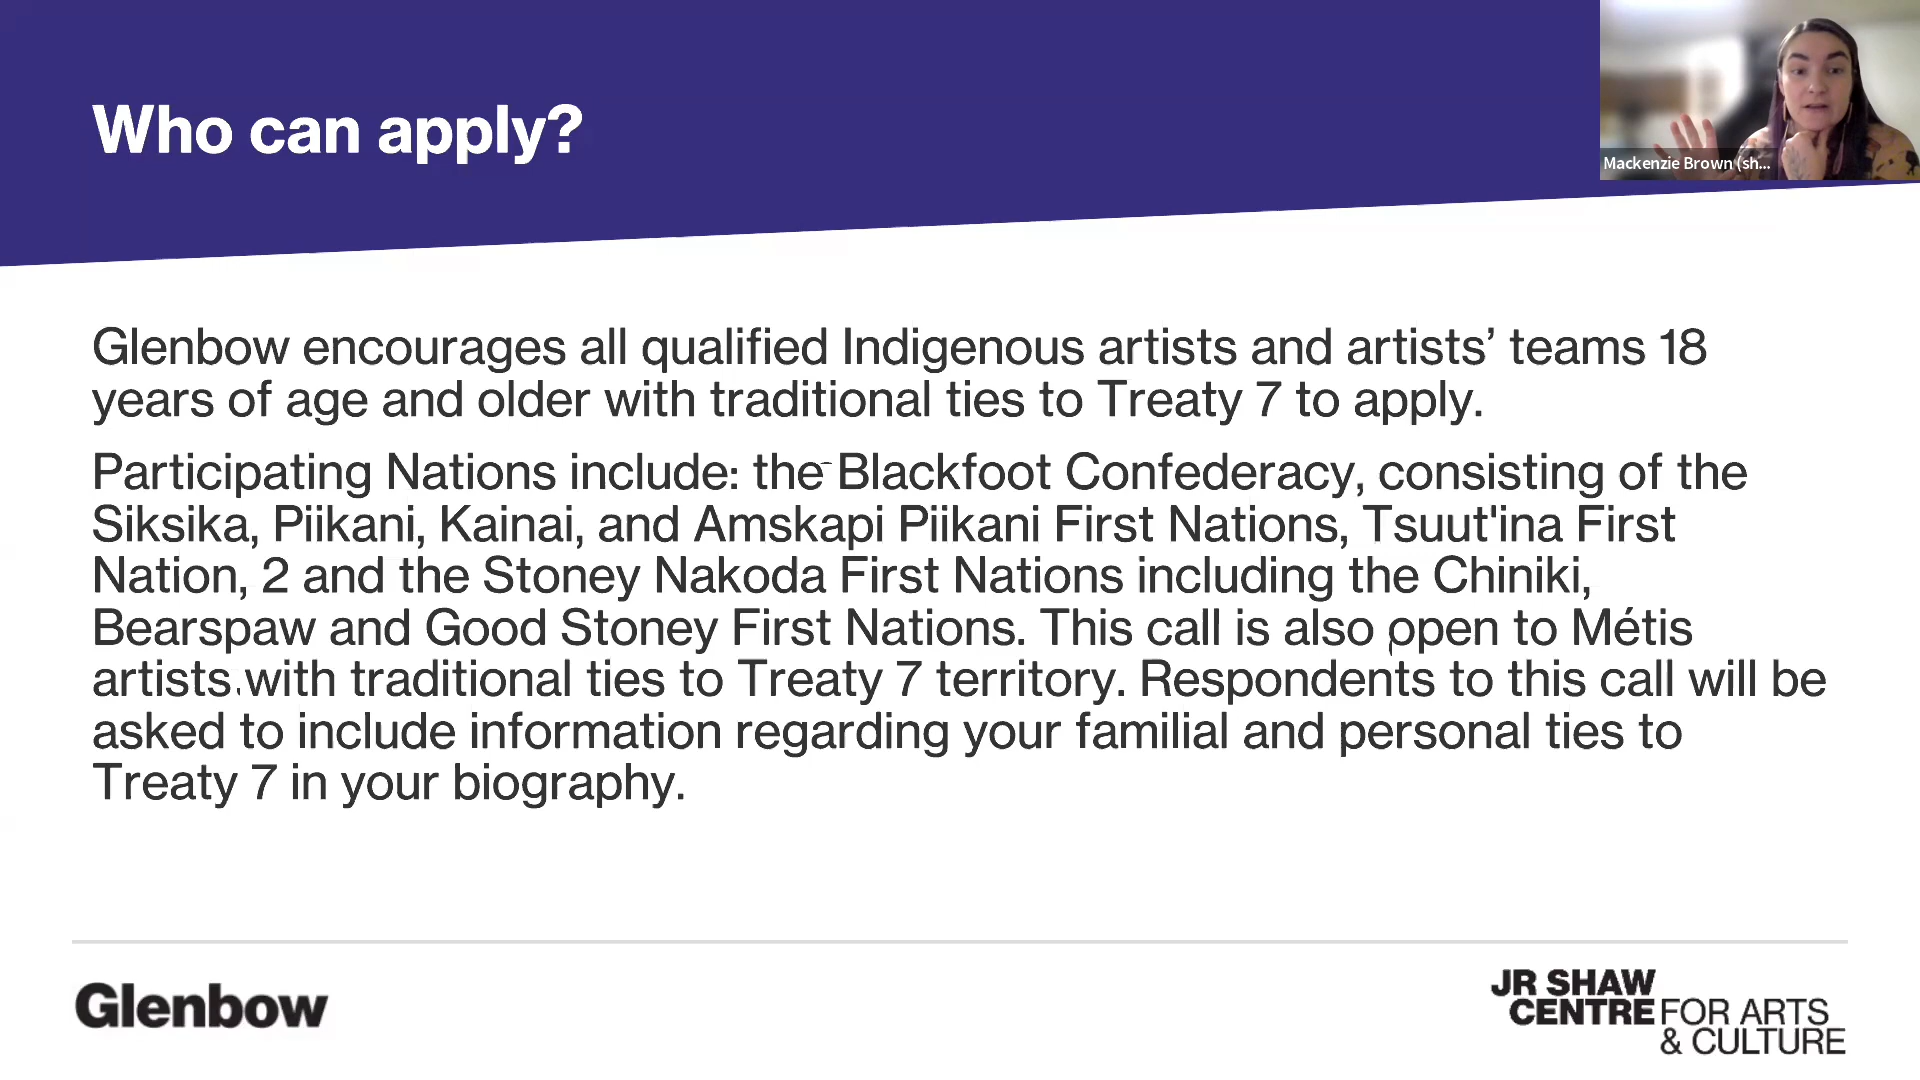 Who can apply?
Mackenzie Brown (sh...
Glenbow encourages all qualified Indigenous artists and artists’ teams 18
years of age and older with traditional ties to Treaty 7 to apply.
Participating Nations include: the Blackfoot Confederacy, consisting of the
Siksika, Piikani, Kainai, and Amskapi Piikani First Nations, Tsuut'ina First
Nation, 2 and the Stoney Nakoda First Nations including the Chiniki,
Bearspaw and Good Stoney First Nations. This call is also open to Métis
artists with traditional ties to Treaty 7 territory. Respondents to this call will be
asked to include information regarding your familial and personal ties to
Treaty 7 in your biography.
Glenbow
JR SHAW
CENTRE FOR ARTS
& CULTURE